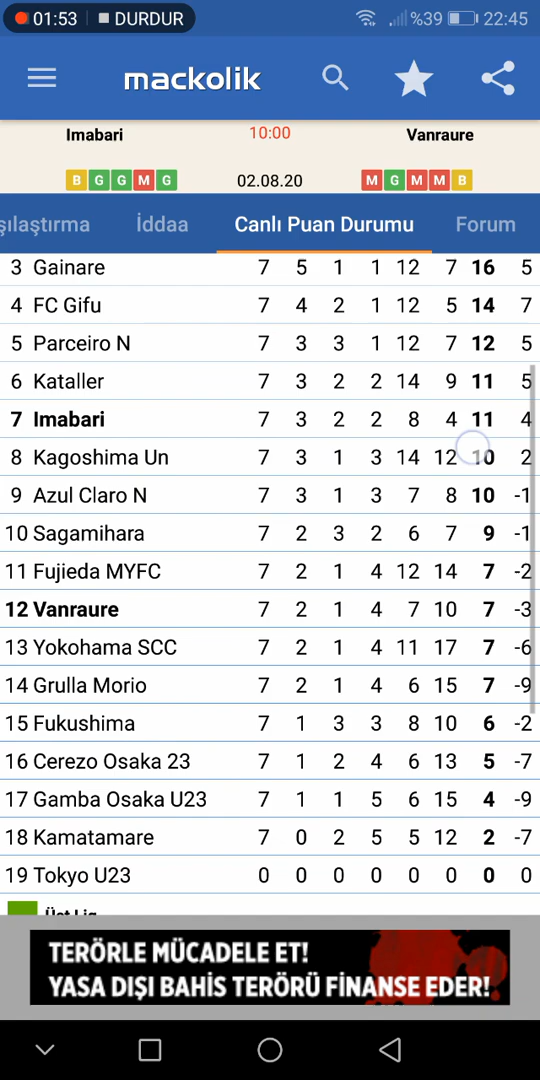 01:53 DURDUR %39 22:45
mackolik
Imabari 10:00 Vanraure
B G G M G 02.08.20 M G M M B
şılaştırma İddaa Canlı Puan Durumu Forum
3 Gainare 7 5 1 1 12 7 16 5
4 FC Gifu 7 4 2 1 12 5 14 7
5 Parceiro N 7 3 3 1 12 7 12 5
6 Kataller 7 3 2 2 14 9 11 5
7 Imabari 7 3 2 2 8 4 11 4
8 Kagoshima Un 7 3 1 3 14 12 10 2
9 Azul Claro N 7 3 1 3 7 8 10 -1
10 Sagamihara 7 2 3 2 6 7 9 -1
11 Fujieda MYFC 7 2 1 4 12 14 7 -2
12 Vanraure 7 2 1 4 7 10 7 -3
13 Yokohama SCC 7 2 1 4 11 17 7 -6
14 Grulla Morio 7 2 1 4 6 15 7 -9
15 Fukushima 7 1 3 3 8 10 6 -2
16 Cerezo Osaka 23 7 1 2 4 6 13 5 -7
17 Gamba Osaka U23 7 1 1 5 6 15 4 -9
18 Kamatamare 7 0 2 5 5 12 2 -7
19 Tokyo U23 0 0 0 0 0 0 0 0
Üst Lig
TERÖRLE MÜCADELE ET!
YASA DIŞI BAHİS TERÖRÜ FİNANSE EDER!